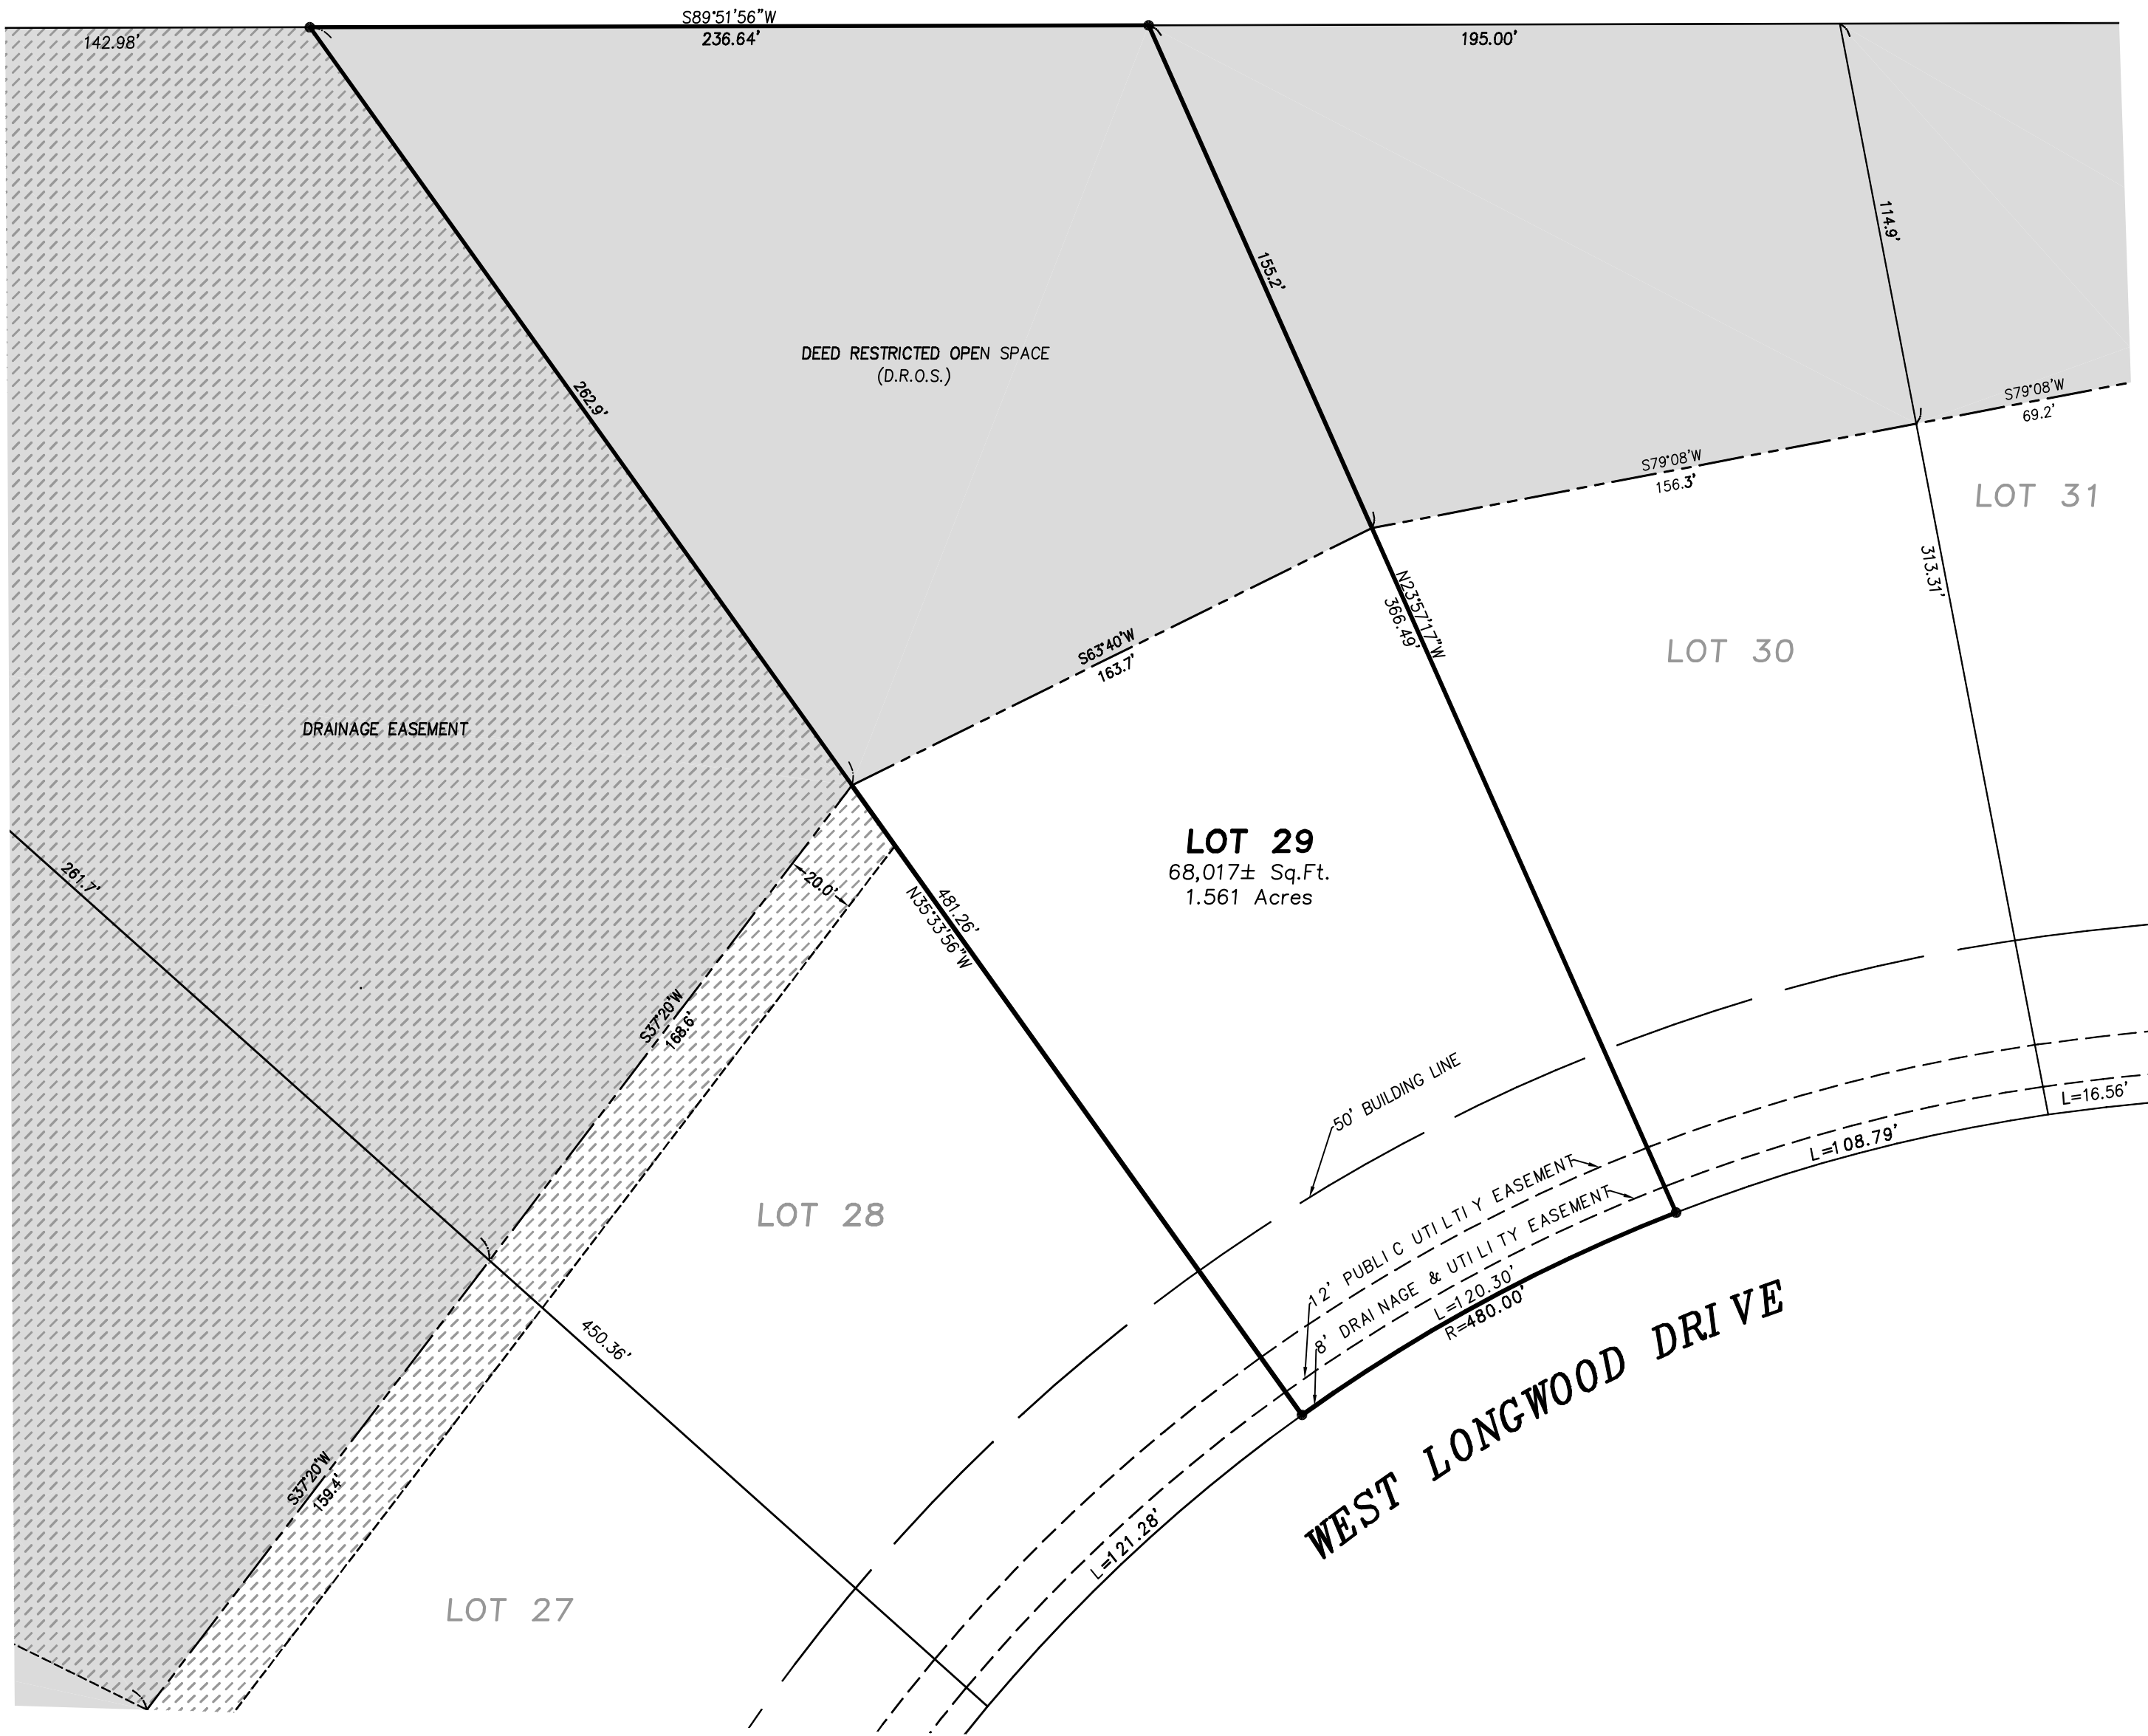 S89°51'56"W
142.98'
236.64'
195.00'
114.9'
155.2'
DEED RESTRICTED OPEN SPACE
(D.R.O.S.)
262.9'
S79°08'W
69.2'
S79°08'W
156.3'
LOT 31
313.31'
N23°57'17"W
366.49'
S63°40'W
163.7'
LOT 30
DRAINAGE EASEMENT
LOT 29
68,017± Sq.Ft.
1.561 Acres
261.7'
20.0'
481.26'
N35°33'56"W
S37°20'W
168.6'
50' BUILDING LINE
L=16.56'
L=108.79'
12' PUBLIC UTILTIY EASEMENT
8' DRAINAGE & UTILITY EASEMENT
L=120.30'
R=480.00'
LOT 28
450.36'
WEST LONGWOOD DRIVE
S37°20'W
159.4'
L=121.28'
LOT 27